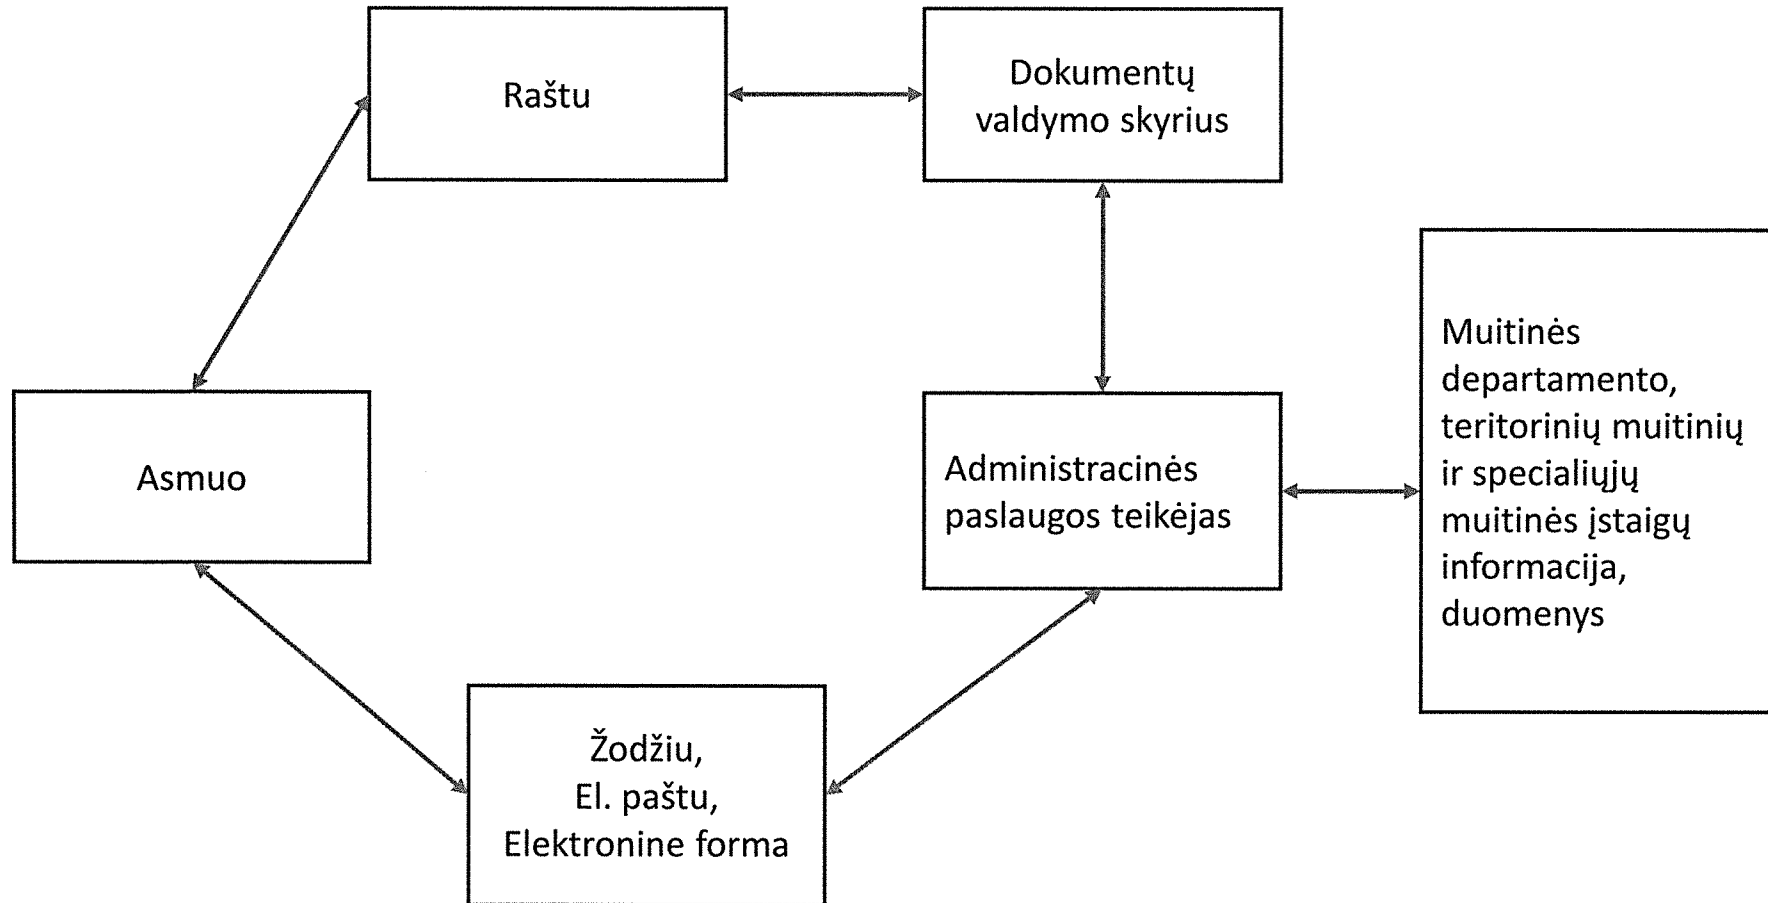 Raštu
Dokumentų
valdymo skyrius
Muitinės
departamento,
teritorinių muitinių
ir specialiųjų
muitinės įstaigų
informacija,
duomenys
Asmuo
Administracinės
paslaugos teikėjas
Žodžiu,
El. paštu,
Elektronine forma